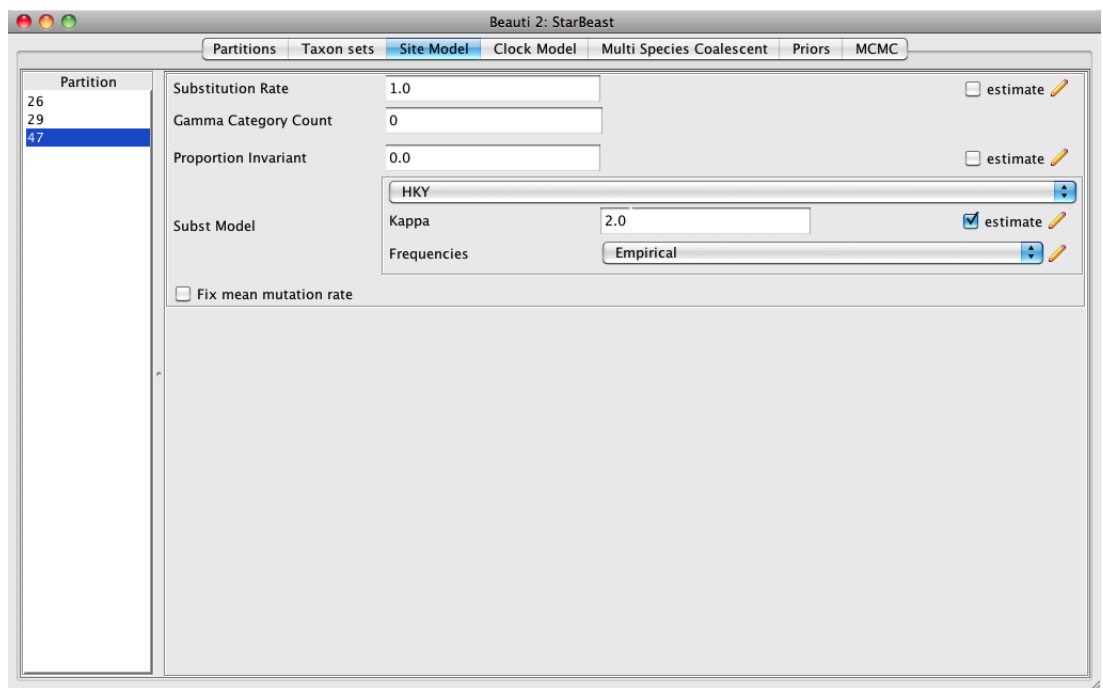 Beauti 2: StarBeast
Partitions Taxon sets Site Model Clock Model Multi Species Coalescent Priors MCMC
Partition
26
29
47
Substitution Rate 1.0 estimate
Gamma Category Count 0
Proportion Invariant 0.0 estimate
HKY
Subst Model
Kappa 2.0 estimate
Frequencies Empirical
Fix mean mutation rate